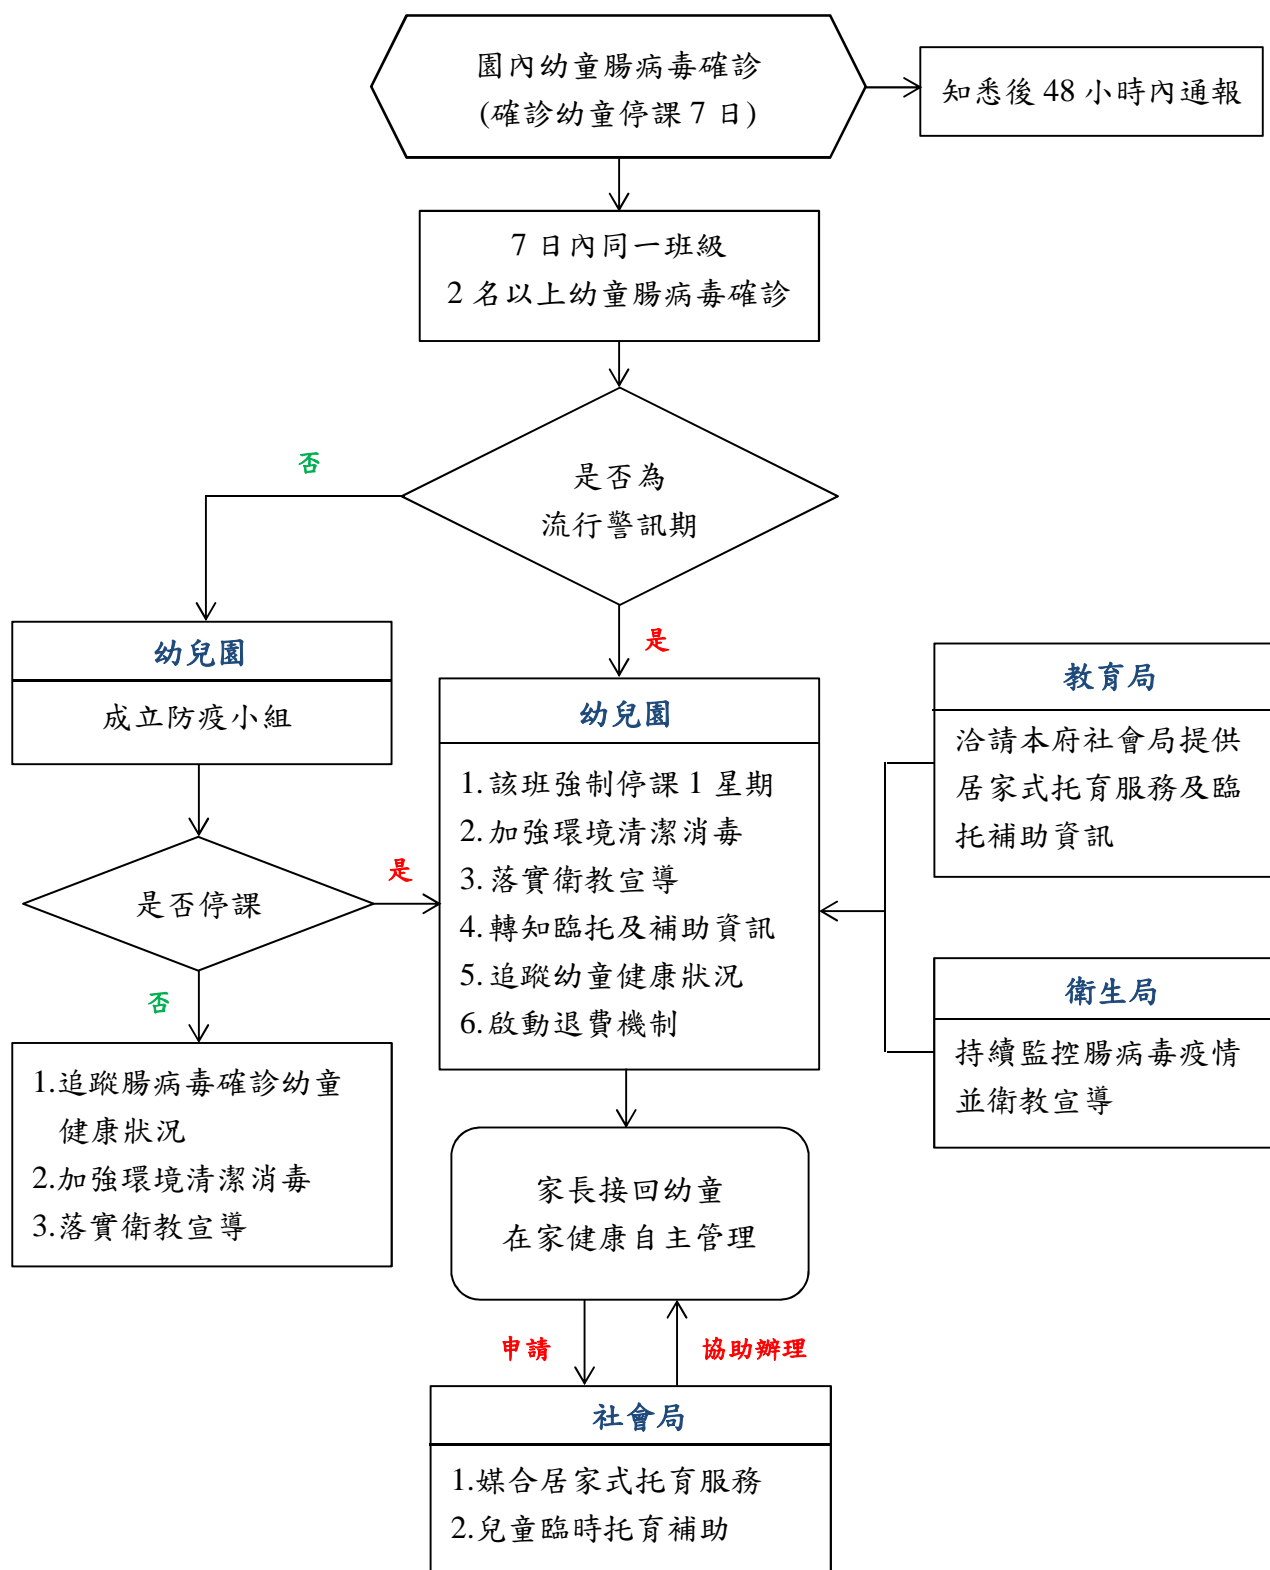 園內幼童腸病毒確診
(確診幼童停課 7 日)
知悉後 48 小時內通報
7 日內同一班級
2 名以上幼童腸病毒確診
是否為
流行警訊期
否
是
幼兒園
成立防疫小組
是否停課
是
否
1.追蹤腸病毒確診幼童
健康狀況
2.加強環境清潔消毒
3.落實衛教宣導
幼兒園
1.該班強制停課 1 星期
2.加強環境清潔消毒
3.落實衛教宣導
4.轉知臨托及補助資訊
5.追蹤幼童健康狀況
6.啟動退費機制
教育局
洽請本府社會局提供
居家式托育服務及臨
托補助資訊
衛生局
持續監控腸病毒疫情
並衛教宣導
家長接回幼童
在家健康自主管理
申請
協助辦理
社會局
1.媒合居家式托育服務
2.兒童臨時托育補助